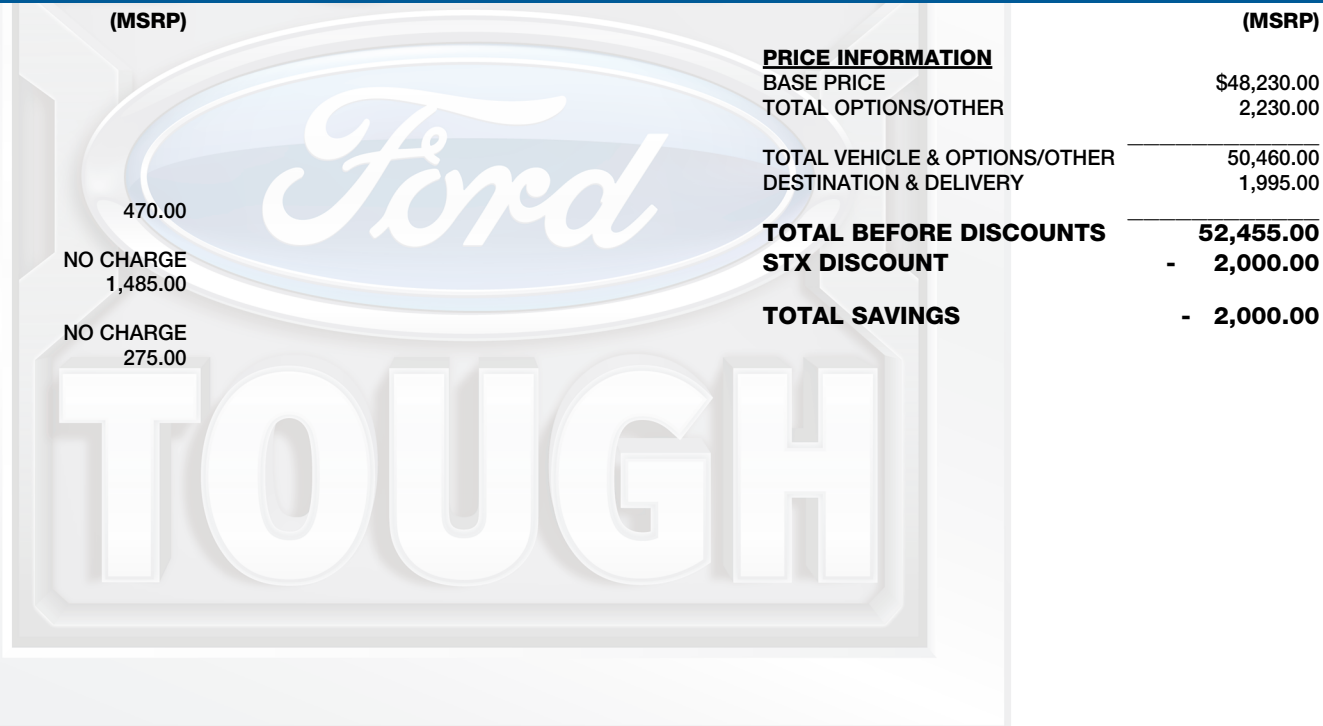 (MSRP)
470.00
NO CHARGE
1,485.00
NO CHARGE
275.00
(MSRP)
PRICE INFORMATION
BASE PRICE $48,230.00
TOTAL OPTIONS/OTHER 2,230.00
TOTAL VEHICLE & OPTIONS/OTHER 50,460.00
DESTINATION & DELIVERY 1,995.00
TOTAL BEFORE DISCOUNTS 52,455.00
STX DISCOUNT - 2,000.00
TOTAL SAVINGS - 2,000.00
Ford
TOUGH